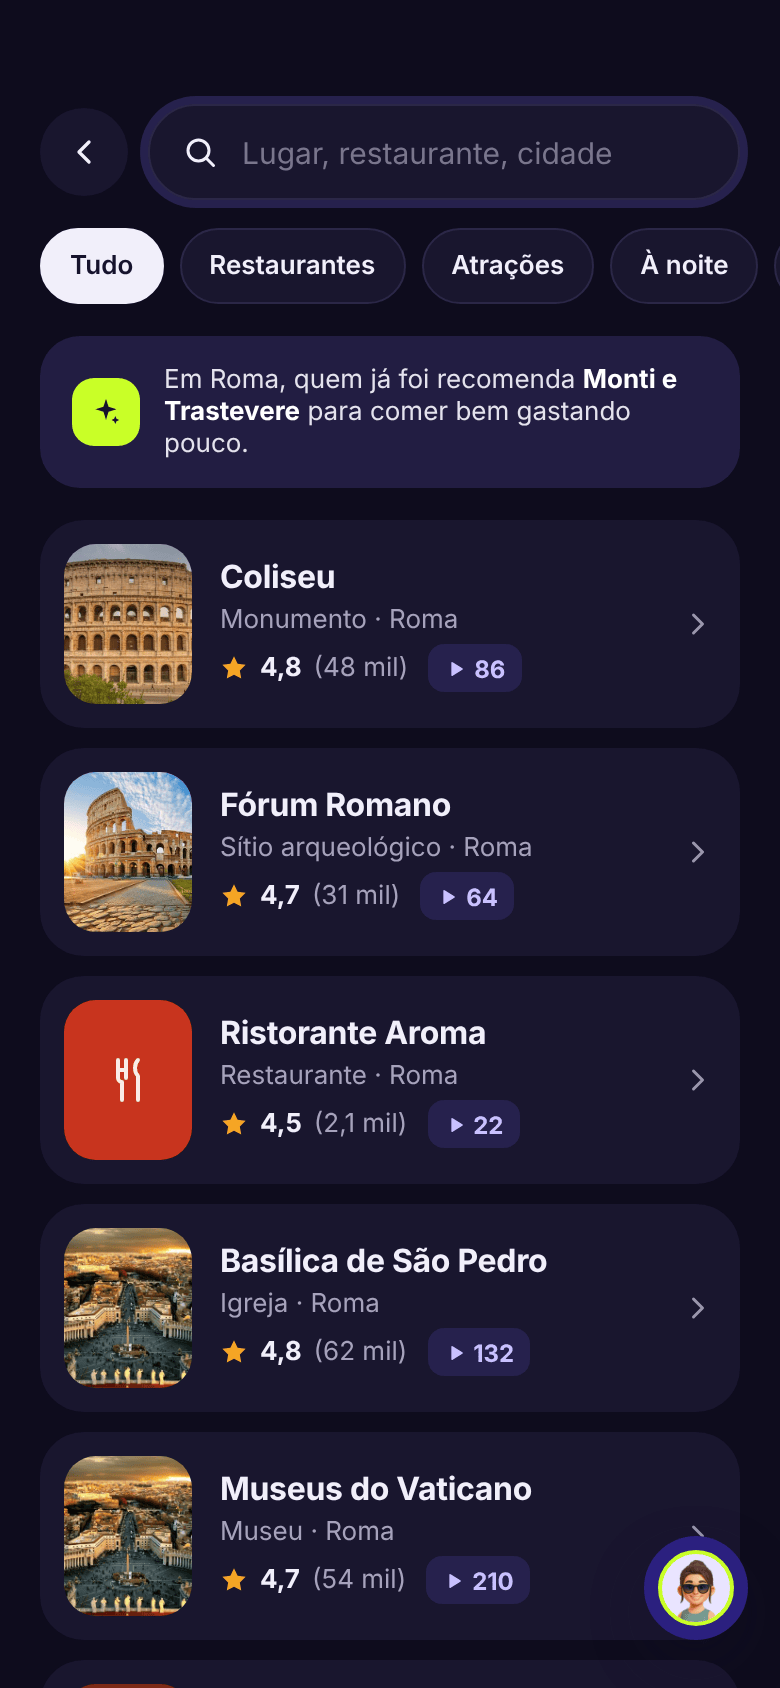 Lugar, restaurante, cidade
Tudo
Restaurantes
Atrações
À noite
Em Roma, quem já foi recomenda Monti e
Trastevere para comer bem gastando
pouco.
Coliseu
Monumento · Roma
4,8 (48 mil) 86
Fórum Romano
Sítio arqueológico · Roma
4,7 (31 mil) 64
Ristorante Aroma
Restaurante · Roma
4,5 (2,1 mil) 22
Basílica de São Pedro
Igreja · Roma
4,8 (62 mil) 132
Museus do Vaticano
Museu · Roma
4,7 (54 mil) 210